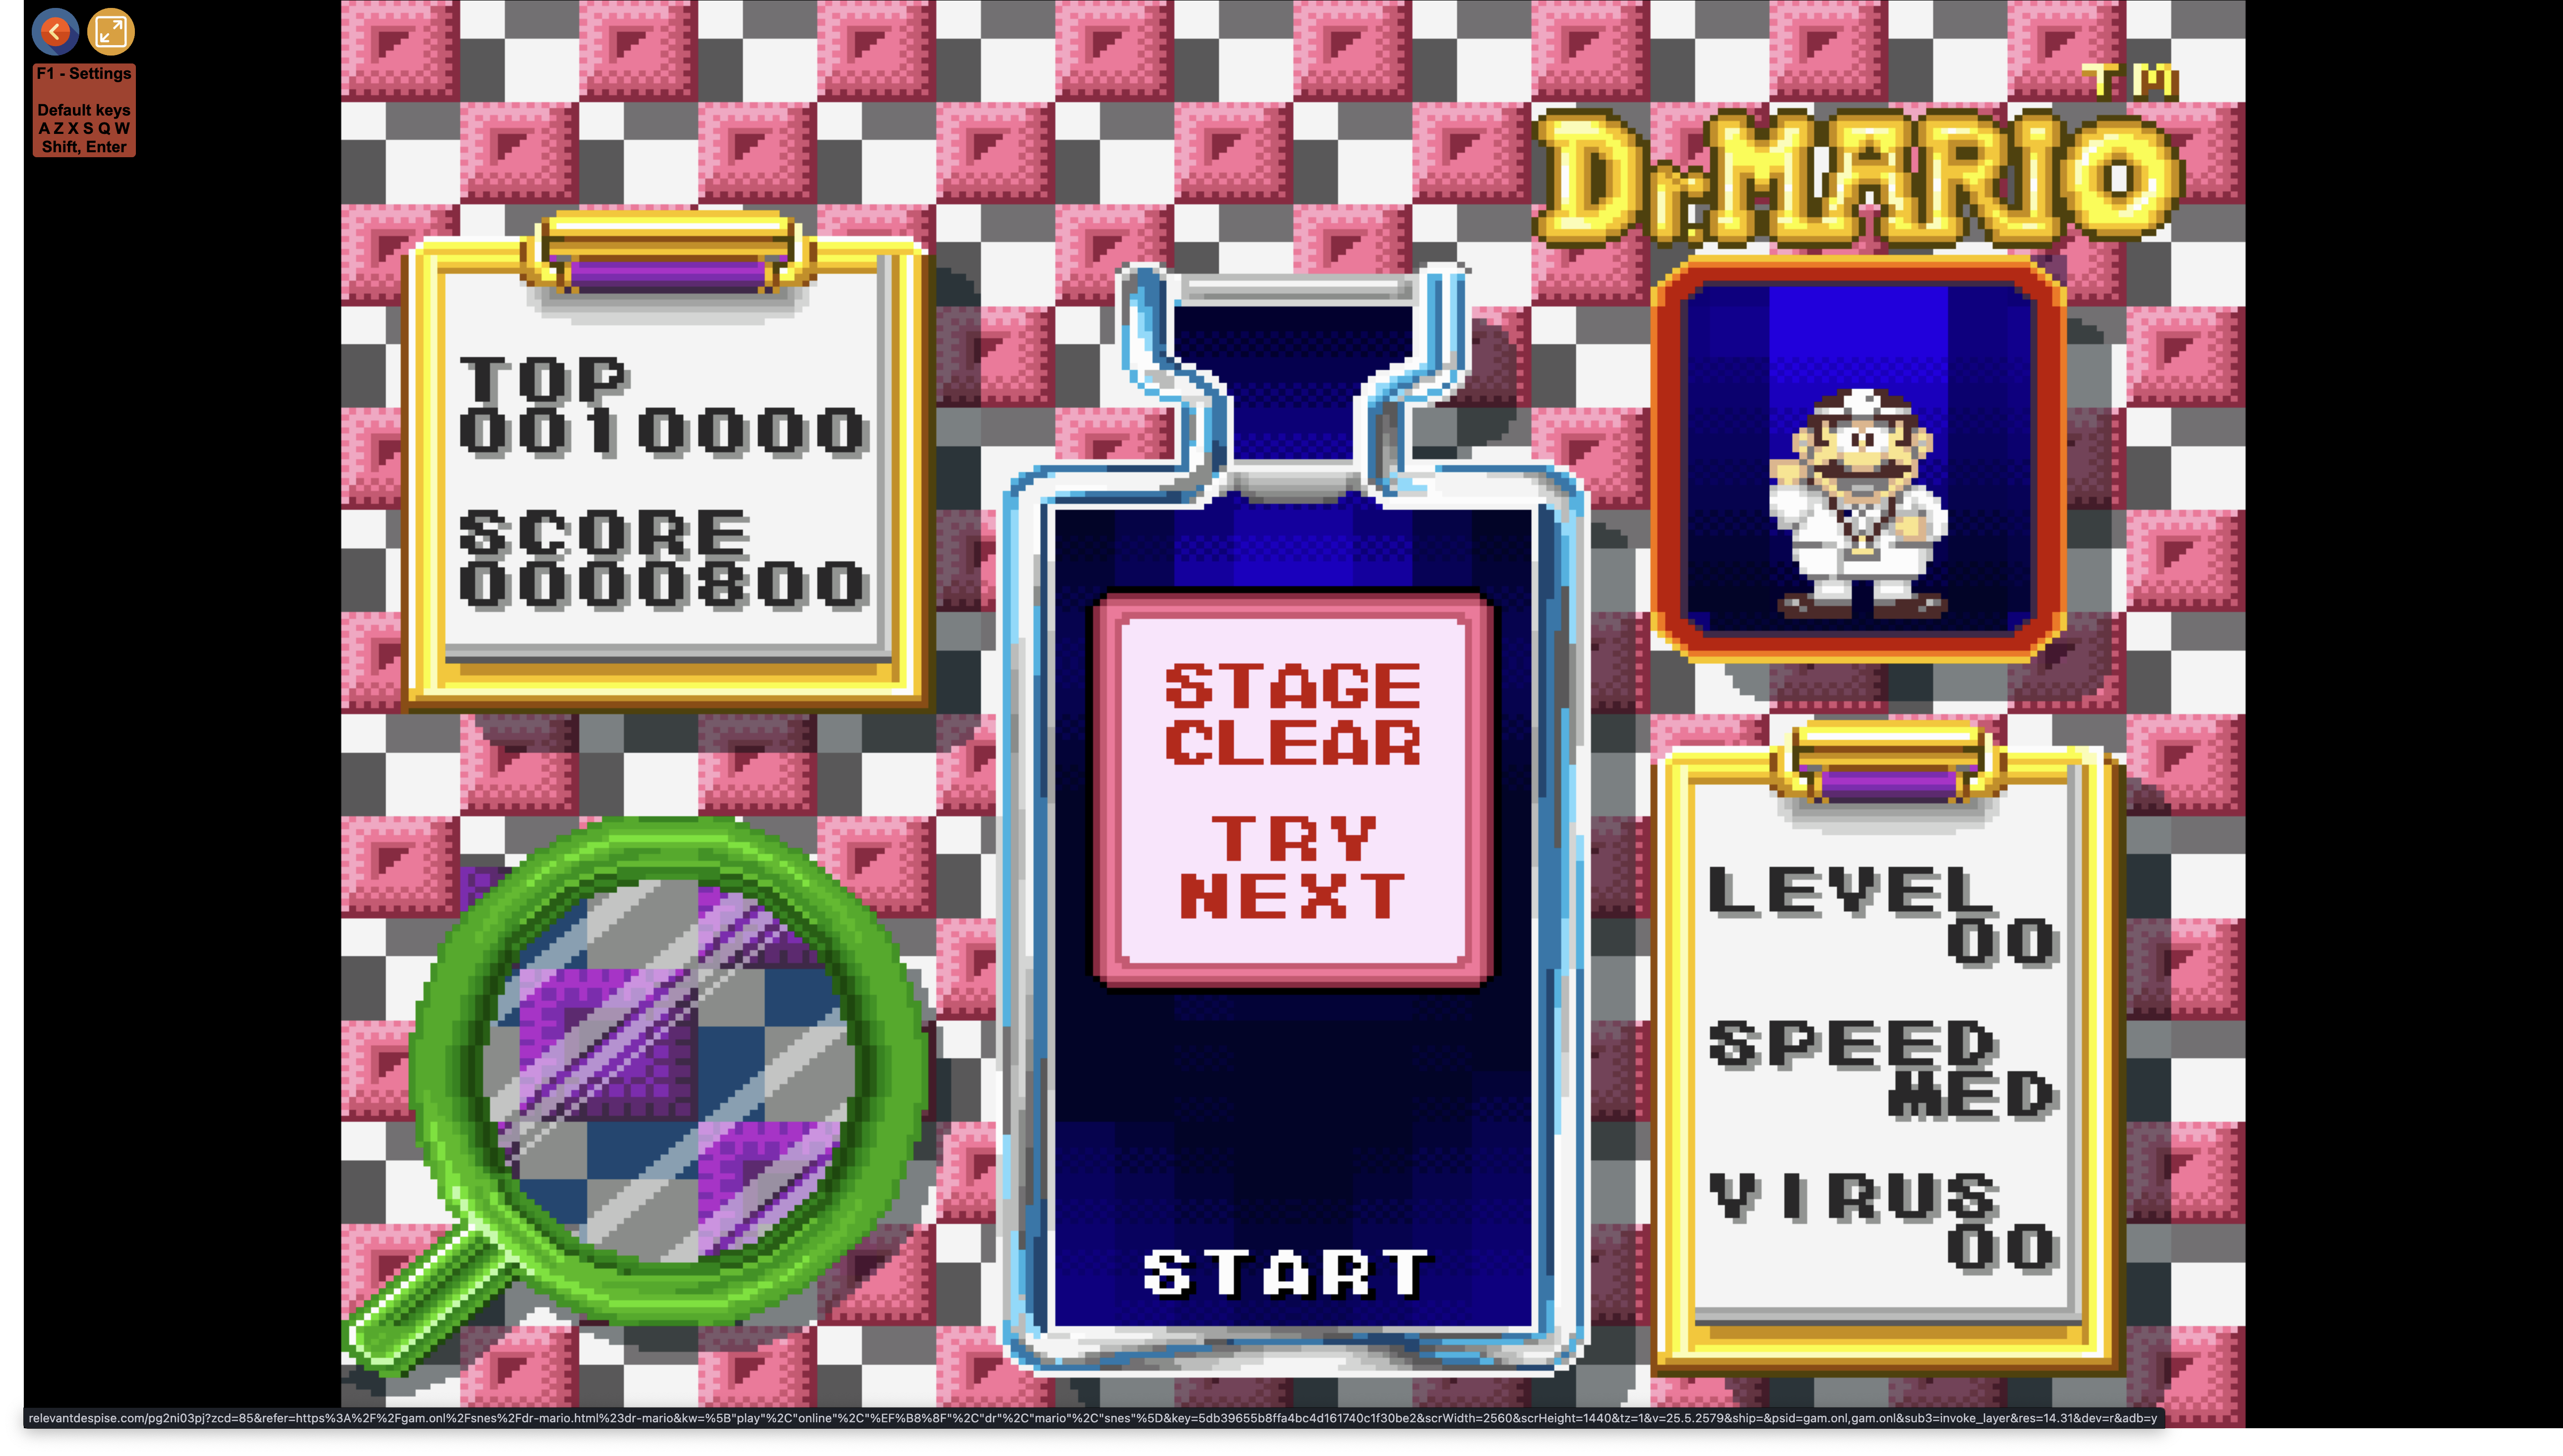 F1 - Settings
Default keys
A Z X S Q W
Shift, Enter
TM
Dr. MARIO
TOP
0010000
SCORE
0000800
STAGE
CLEAR
TRY
NEXT
START
LEVEL
00
SPEED
MED
VIRUS
00
relevantdespise.com/pg2ni03pj?zcd=85&refer=https%3A%2F%2Fgam.onl%2Fsnes%2Fdr-mario.html%23dr-mario&kw=%5B"play"%2C"online"%2C"%EF%B8%8F"%2C"dr"%2C"mario"%2C"snes"%5D&key=5db39655b8ffa4bc4d161740c1f30be2&scrWidth=2560&scrHeight=1440&tz=1&v=25.5.2579&ship=&psid=gam.onl,gam.onl&sub3=invoke_layer&res=14.31&dev=r&adb=y